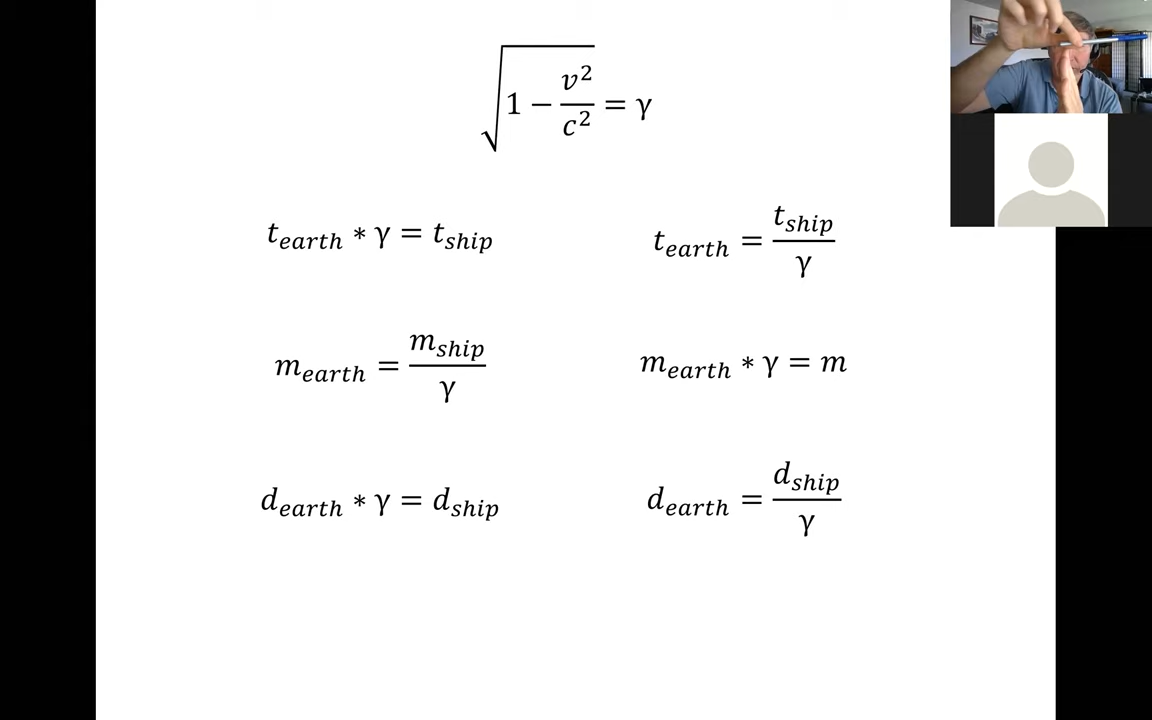 √(1 − v²/c²) = γ
t_earth * γ = t_ship
t_earth = t_ship/γ
m_earth = m_ship/γ
m_earth * γ = m
d_earth * γ = d_ship
d_earth = d_ship/γ